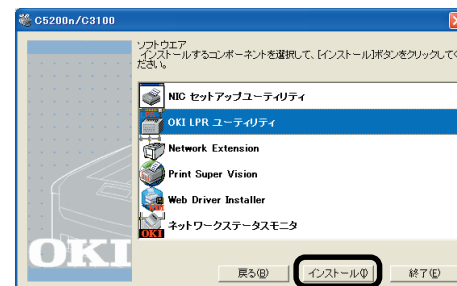 C5200n/C3100
ソフトウエア
インストールするコンポーネントを選択して、[インストール]ボタンをクリックしてく
ださい。
NIC セットアップユーティリティ
OKI LPR ユーティリティ
Network Extension
Print Super Vision
Web Driver Installer
ネットワークステータスモニタ
OKI
OKI
戻る(B)
インストール(I)
終了(E)